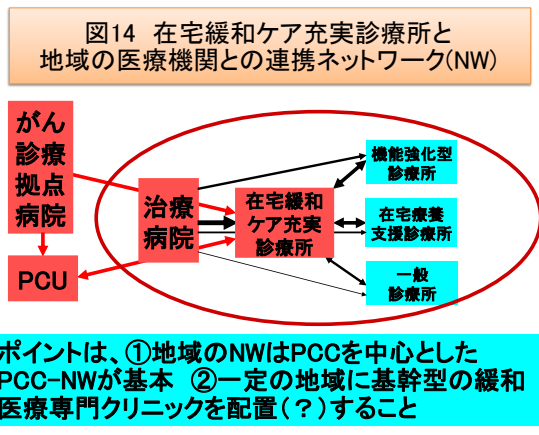 図14 在宅緩和ケア充実診療所と
地域の医療機関との連携ネットワーク(NW)
がん
診療
拠点
病院
PCU
治療
病院
在宅緩和
ケア充実
診療所
機能強化型
診療所
在宅療養
支援診療所
一般
診療所
ポイントは、①地域のNWはPCCを中心とした
PCC-NWが基本 ②一定の地域に基幹型の緩和
医療専門クリニックを配置(?)すること